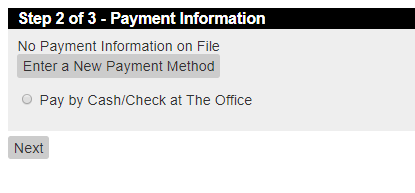 Step 2 of 3 - Payment Information
No Payment Information on File
Enter a New Payment Method
Pay by Cash/Check at The Office
Next